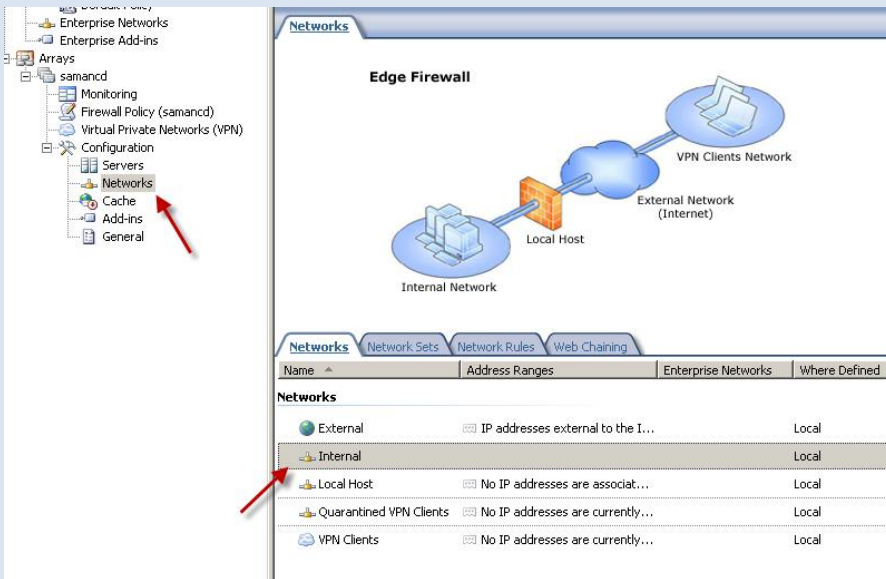 Default Policy
Enterprise Networks
Enterprise Add-ins
Arrays
samancd
Monitoring
Firewall Policy (samancd)
Virtual Private Networks (VPN)
Configuration
Servers
Networks
Cache
Add-ins
General
Networks
Edge Firewall
VPN Clients Network
External Network
(Internet)
Local Host
Internal Network
Networks Network Sets Network Rules Web Chaining
Name Address Ranges Enterprise Networks Where Defined
Networks
External IP addresses external to the I... Local
Internal Local
Local Host No IP addresses are associat... Local
Quarantined VPN Clients No IP addresses are currently... Local
VPN Clients No IP addresses are currently... Local